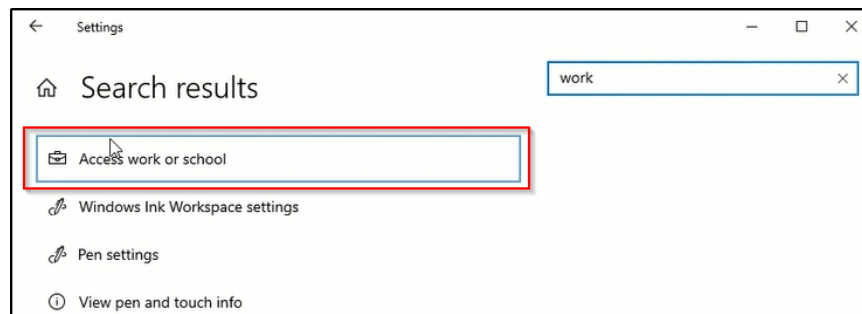 Settings
Search results
work
Access work or school
Windows Ink Workspace settings
Pen settings
View pen and touch info